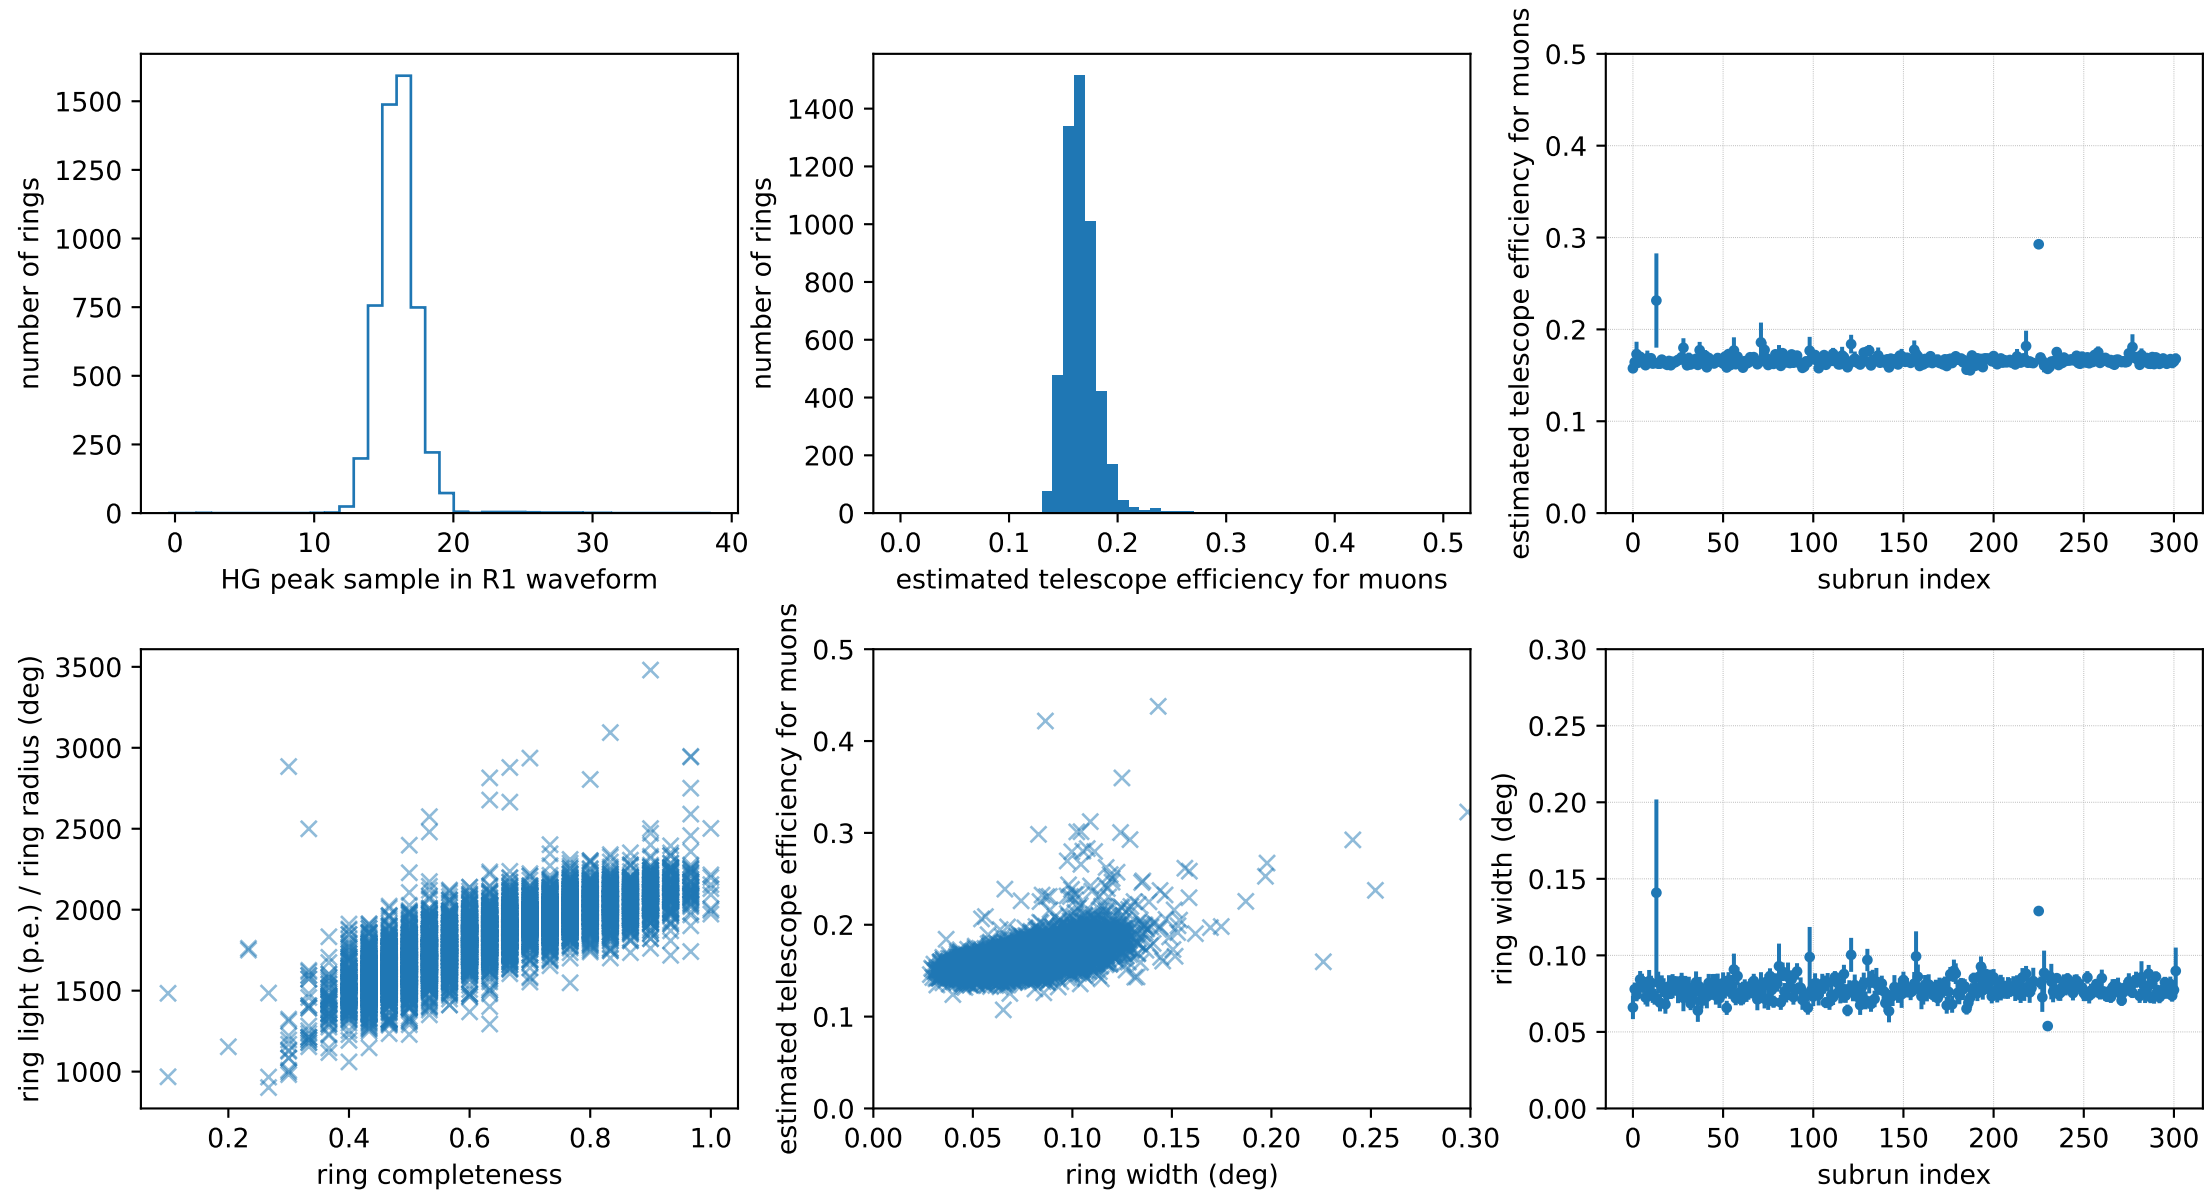 number of rings
1500
1250
1000
750
500
250
0
0 10 20 30 40
HG peak sample in R1 waveform
number of rings
1400
1200
1000
800
600
400
200
0
0.0 0.1 0.2 0.3 0.4 0.5
estimated telescope efficiency for muons
estimated telescope efficiency for muons
0.5
0.4
0.3
0.2
0.1
0.0
0 50 100 150 200 250 300
subrun index
ring light (p.e.) / ring radius (deg)
3500
3000
2500
2000
1500
1000
0.2 0.4 0.6 0.8 1.0
ring completeness
estimated telescope efficiency for muons
0.5
0.4
0.3
0.2
0.1
0.0
0.00 0.05 0.10 0.15 0.20 0.25 0.30
ring width (deg)
ring width (deg)
0.30
0.25
0.20
0.15
0.10
0.05
0.00
0 50 100 150 200 250 300
subrun index